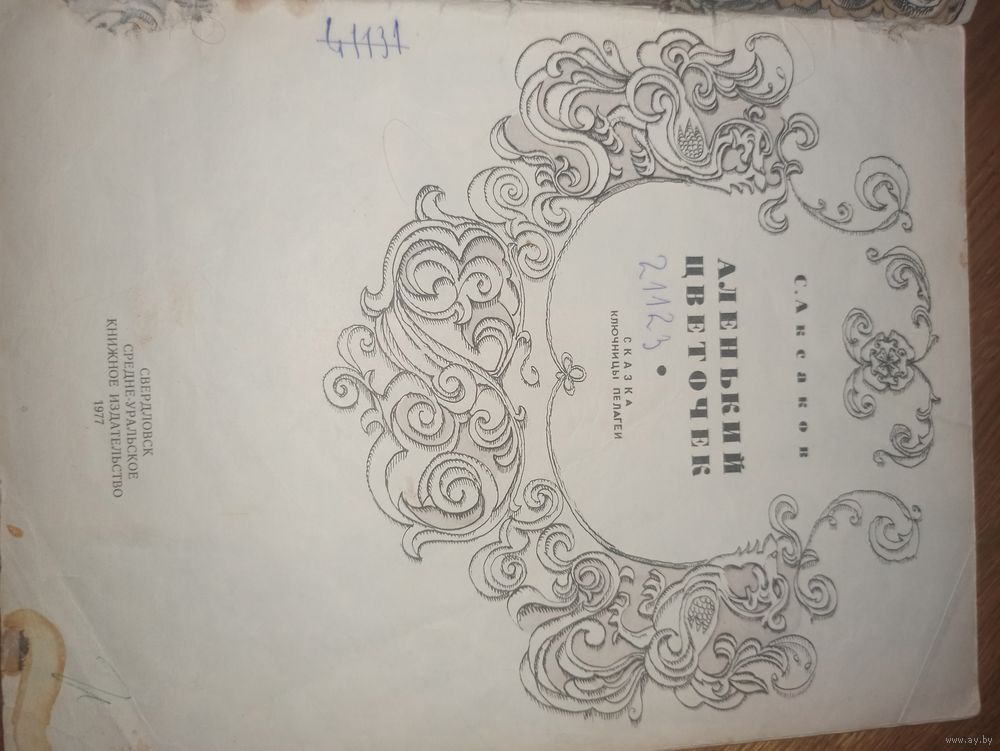 41131
С. Аксаков
АЛЕНЬКИЙ
ЦВЕТОЧЕК
21123
СКАЗКА
КЛЮЧНИЦЫ ПЕЛАГЕИ
СВЕРДЛОВСК
СРЕДНЕ-УРАЛЬСКОЕ
КНИЖНОЕ ИЗДАТЕЛЬСТВО
1977
www.ay.by